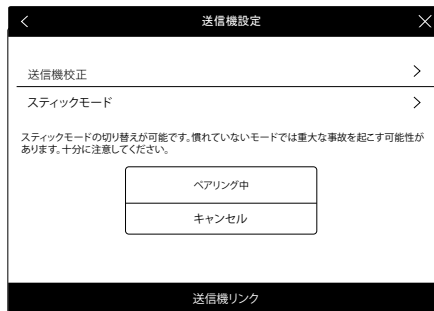 送信機設定
送信機校正
スティックモード
スティックモードの切り替えが可能です。慣れていないモードでは重大な事故を起こす可能性が
あります。十分に注意してください。
ペアリング中
キャンセル
送信機リンク